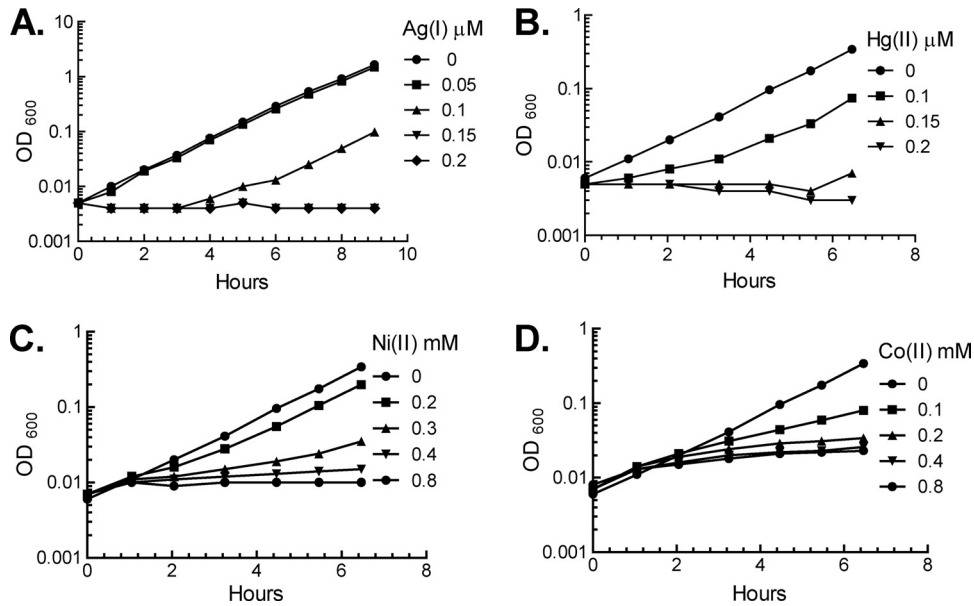 A.
Ag(I) μM
0
0.05
0.1
0.15
0.2
10
1
0.1
0.01
0.001
OD 600
0 2 4 6 8 10
Hours
B.
Hg(II) μM
0
0.1
0.15
0.2
1
0.1
0.01
0.001
OD 600
0 2 4 6 8
Hours
C.
Ni(II) mM
0
0.2
0.3
0.4
0.8
1
0.1
0.01
0.001
OD 600
0 2 4 6 8
Hours
D.
Co(II) mM
0
0.1
0.2
0.4
0.8
1
0.1
0.01
0.001
OD 600
0 2 4 6 8
Hours